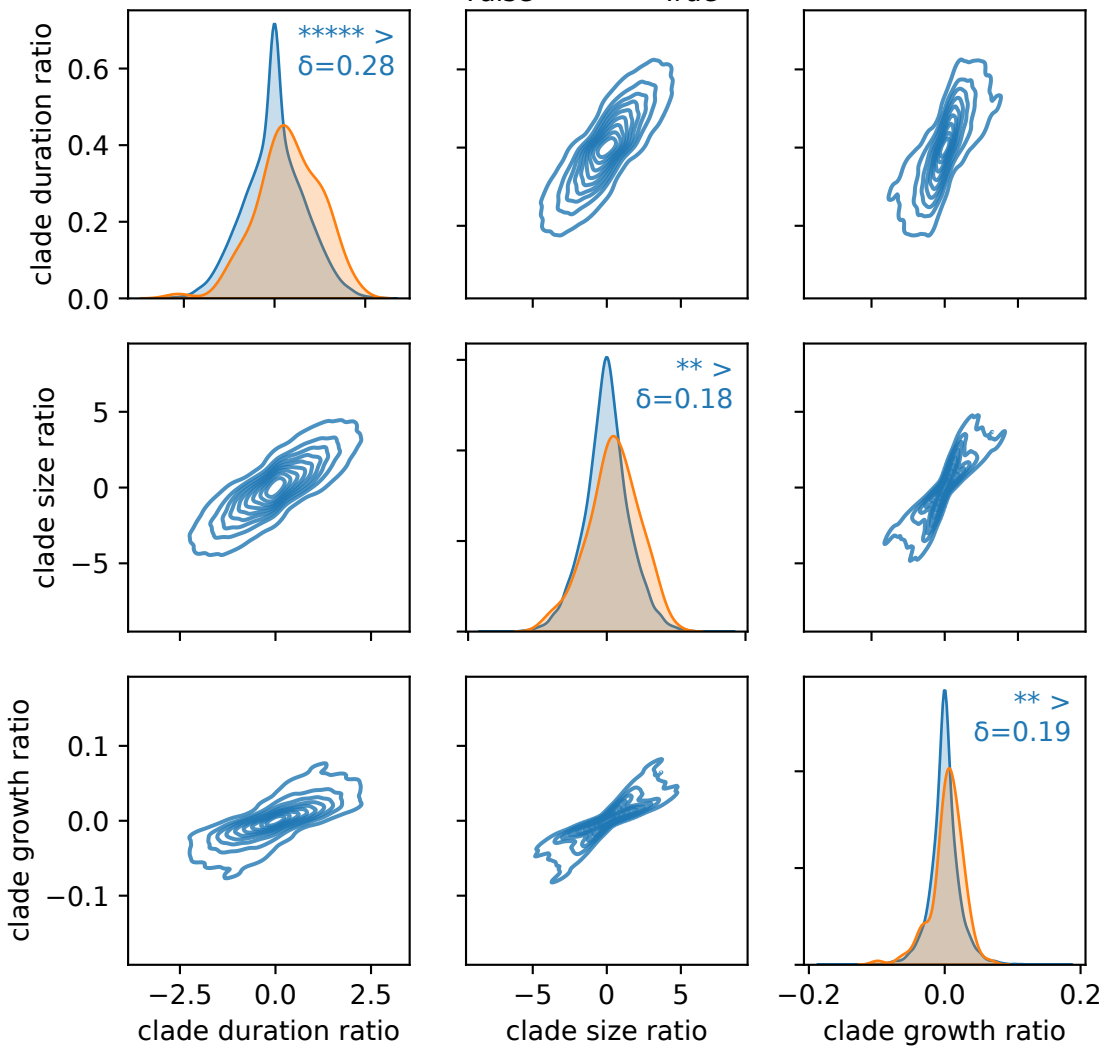 clade duration ratio
0.6
0.4
0.2
0.0
***** >
δ=0.28
clade size ratio
5
0
−5
** >
δ=0.18
clade growth ratio
0.1
0.0
−0.1
** >
δ=0.19
−2.5 0.0 2.5
−5 0 5
−0.2 0.0 0.2
clade duration ratio
clade size ratio
clade growth ratio